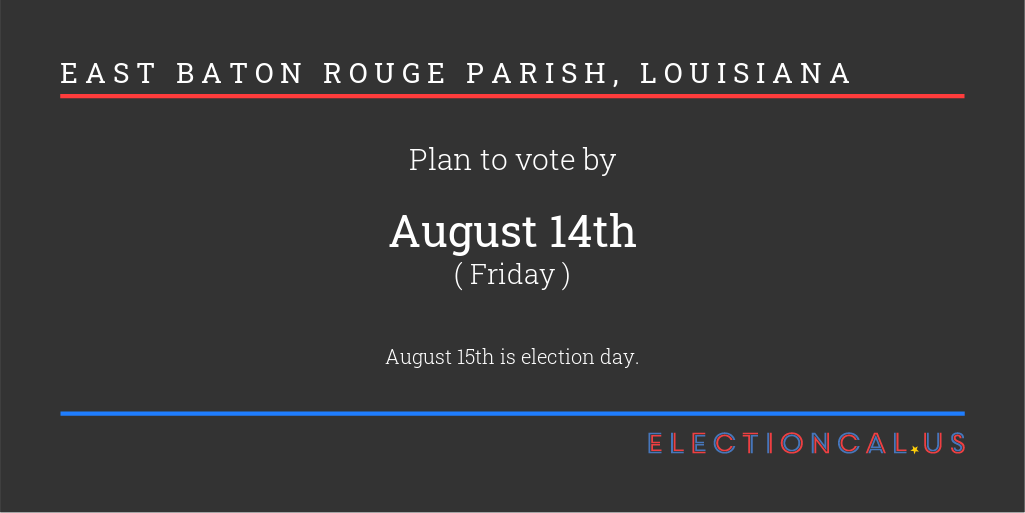 EAST BATON ROUGE PARISH, LOUISIANA
Plan to vote by
August 14th
( Friday )
August 15th is election day.
ELECTIONCAL.US